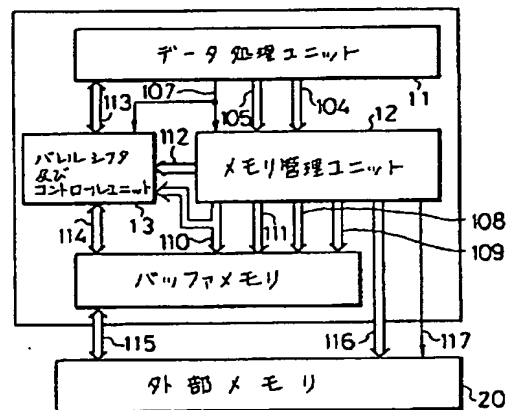 データ処理ユニット
11
107
113
105
104
12
バレルシフタ
及び
コントロールユニット
112
メモリ管理ユニット
13
114
110
111
108
109
バッファメモリ
115
116
117
外部メモリ
20